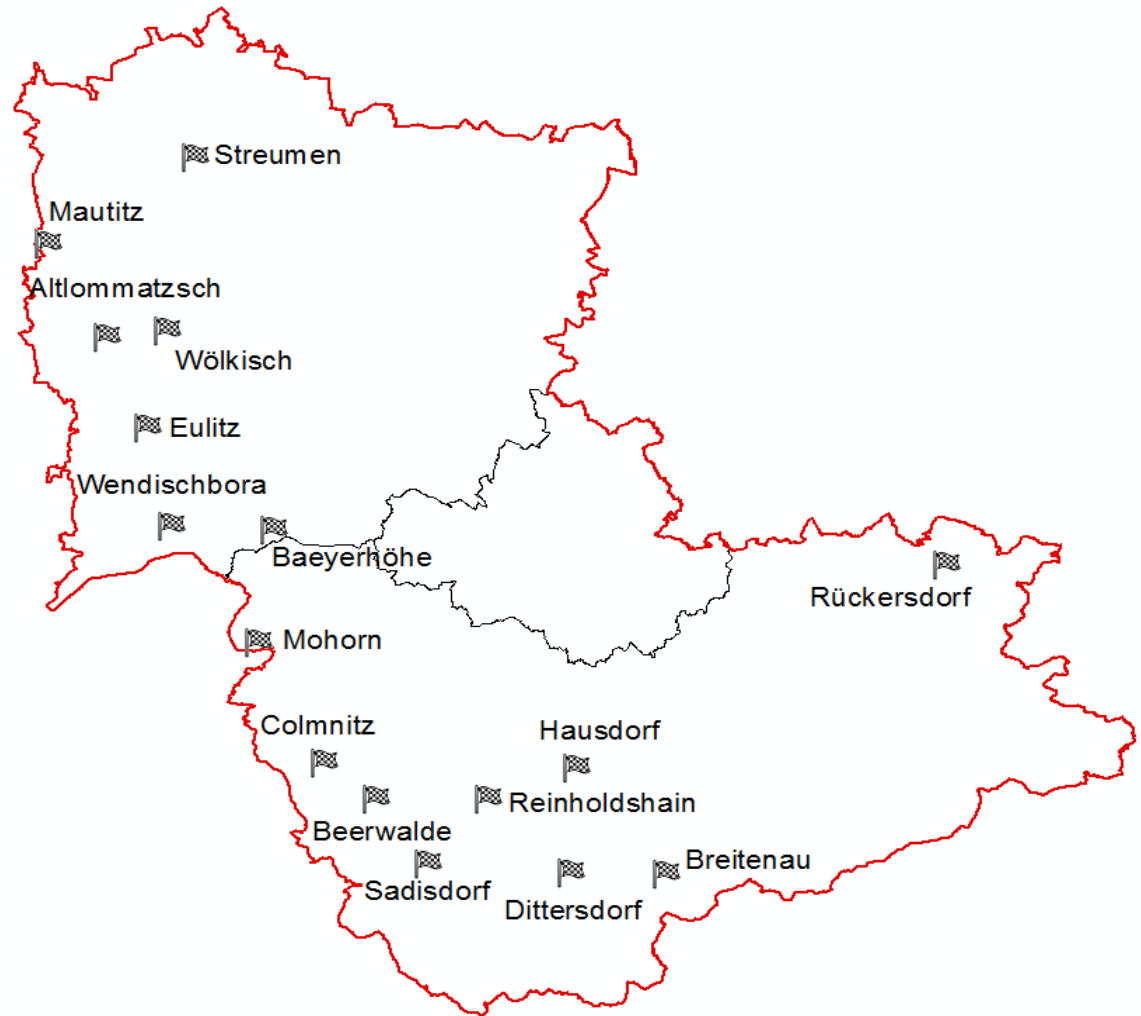 Streumen
Mautitz
Altlommatzsch
Wölkisch
Eulitz
Wendischbora
Baeyerhöhe
Rückersdorf
Mohorn
Colmnitz
Hausdorf
Reinholdshain
Beerwalde
Breitenau
Sadisdorf
Dittersdorf